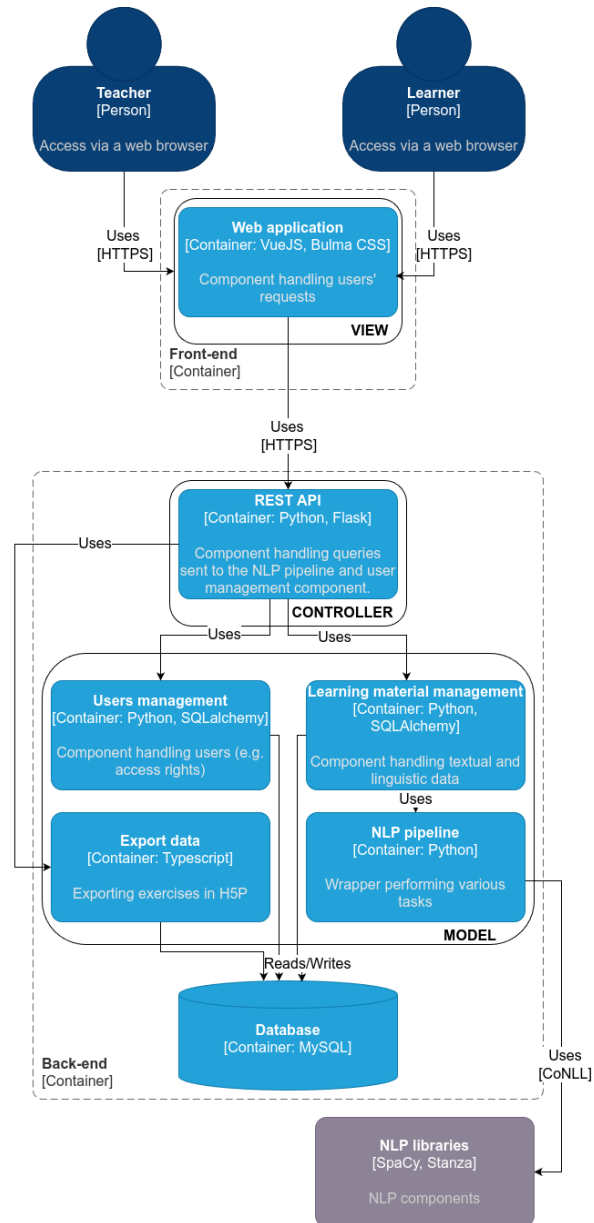 Teacher
[Person]
Access via a web browser
Learner
[Person]
Access via a web browser
Uses
[HTTPS]
Uses
[HTTPS]
Web application
[Container: VueJS, Bulma CSS]
Component handling users'
requests
VIEW
Front-end
[Container]
Uses
[HTTPS]
REST API
[Container: Python, Flask]
Component handling queries
sent to the NLP pipeline and user
management component.
CONTROLLER
Uses
Uses
Uses
Users management
[Container: Python, SQLalchemy]
Component handling users (e.g.
access rights)
Learning material management
[Container: Python,
SQLAlchemy]
Component handling textual and
linguistic data
Uses
Export data
[Container: Typescript]
Exporting exercises in H5P
NLP pipeline
[Container: Python]
Wrapper performing various
tasks
MODEL
Reads/Writes
Database
[Container: MySQL]
Back-end
[Container]
Uses
[CoNLL]
NLP libraries
[SpaCy, Stanza]
NLP components